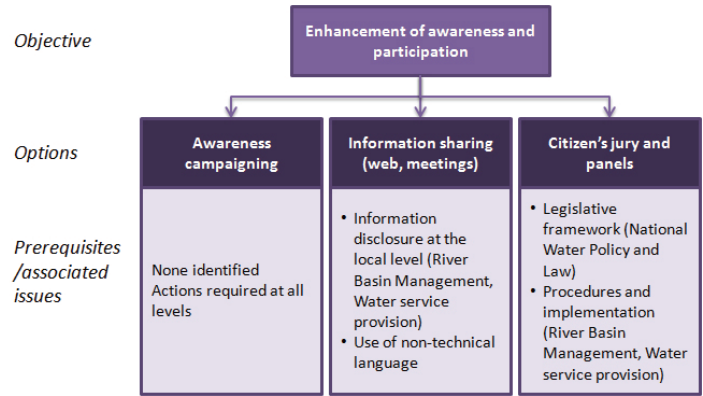 Objective
Enhancement of awareness and
participation
Options
Awareness
campaigning
Information sharing
(web, meetings)
Citizen's jury and
panels
Prerequisites
/associated
issues
None identified
Actions required at all
levels
• Information
disclosure at the
local level (River
Basin Management,
Water service
provision)
• Use of non-technical
language
• Legislative
framework (National
Water Policy and
Law)
• Procedures and
implementation
(River Basin
Management, Water
service provision)